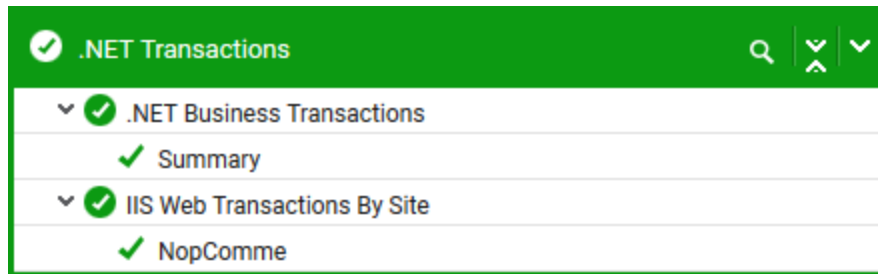 .NET Transactions
.NET Business Transactions
Summary
IIS Web Transactions By Site
NopComme